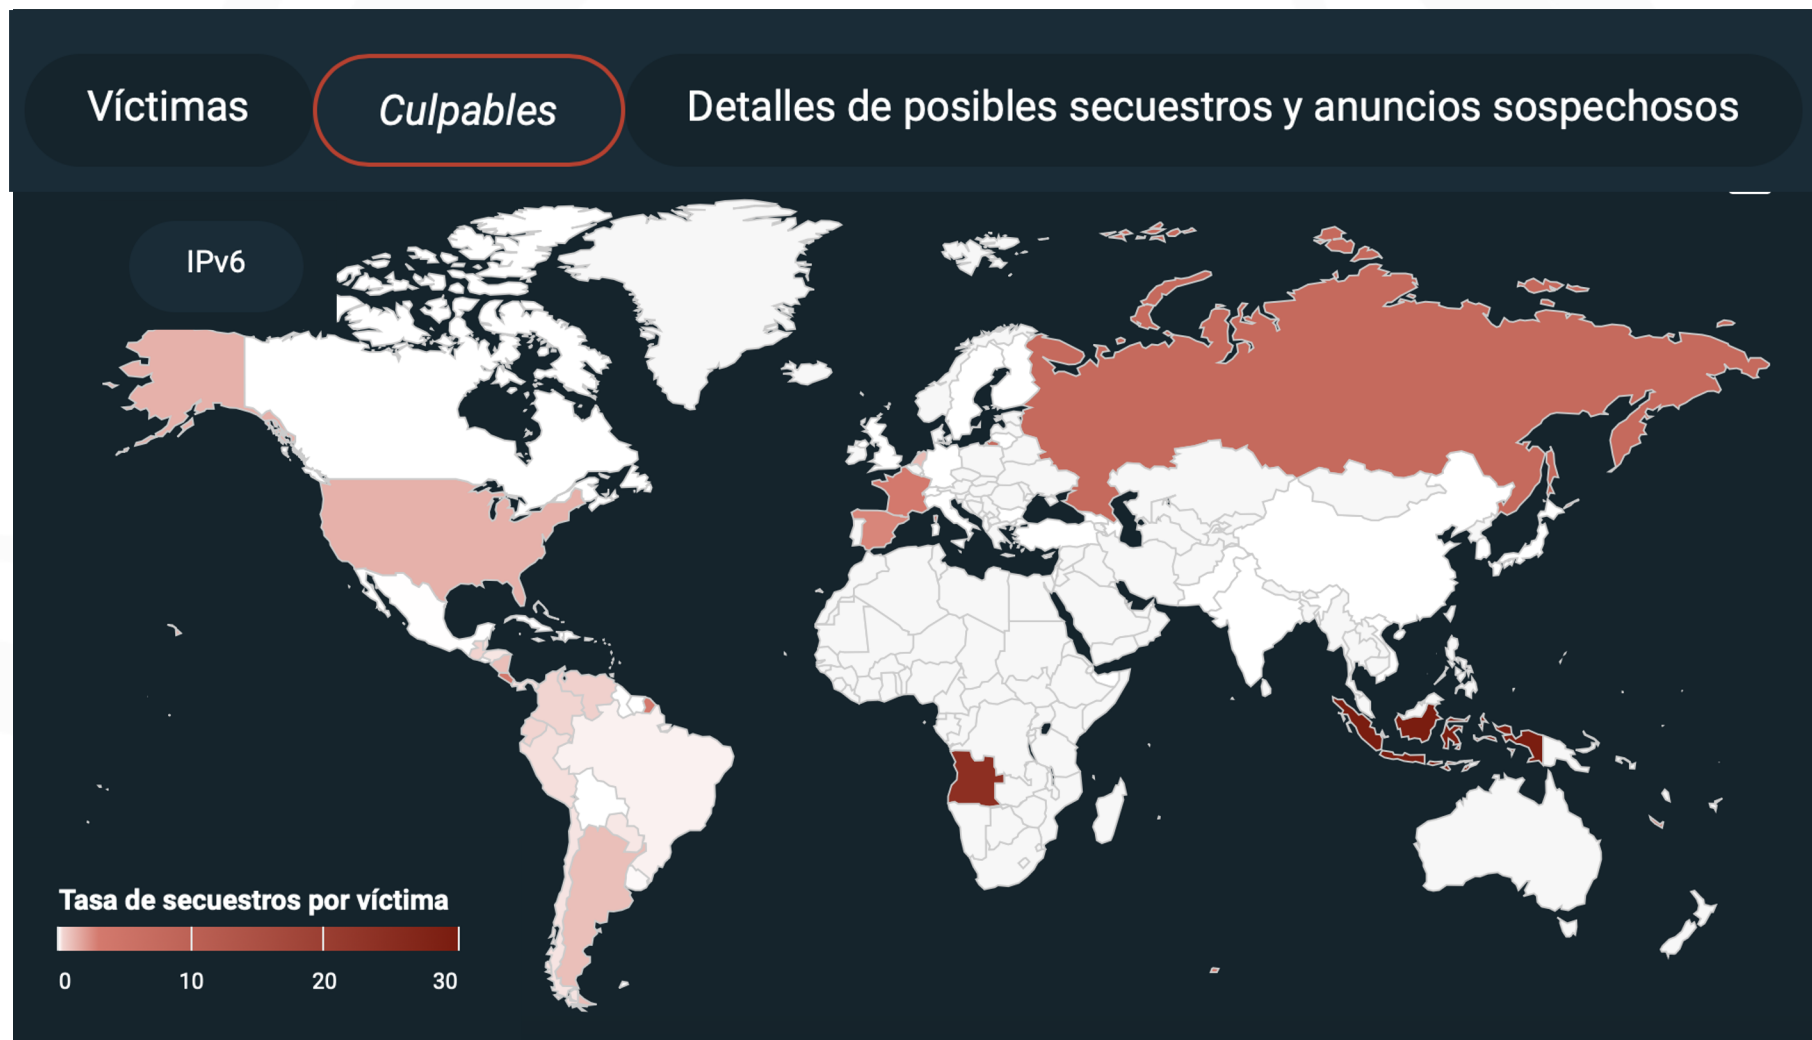 Víctimas
Culpables
Detalles de posibles secuestros y anuncios sospechosos
IPv6
Tasa de secuestros por víctima
0 10 20 30